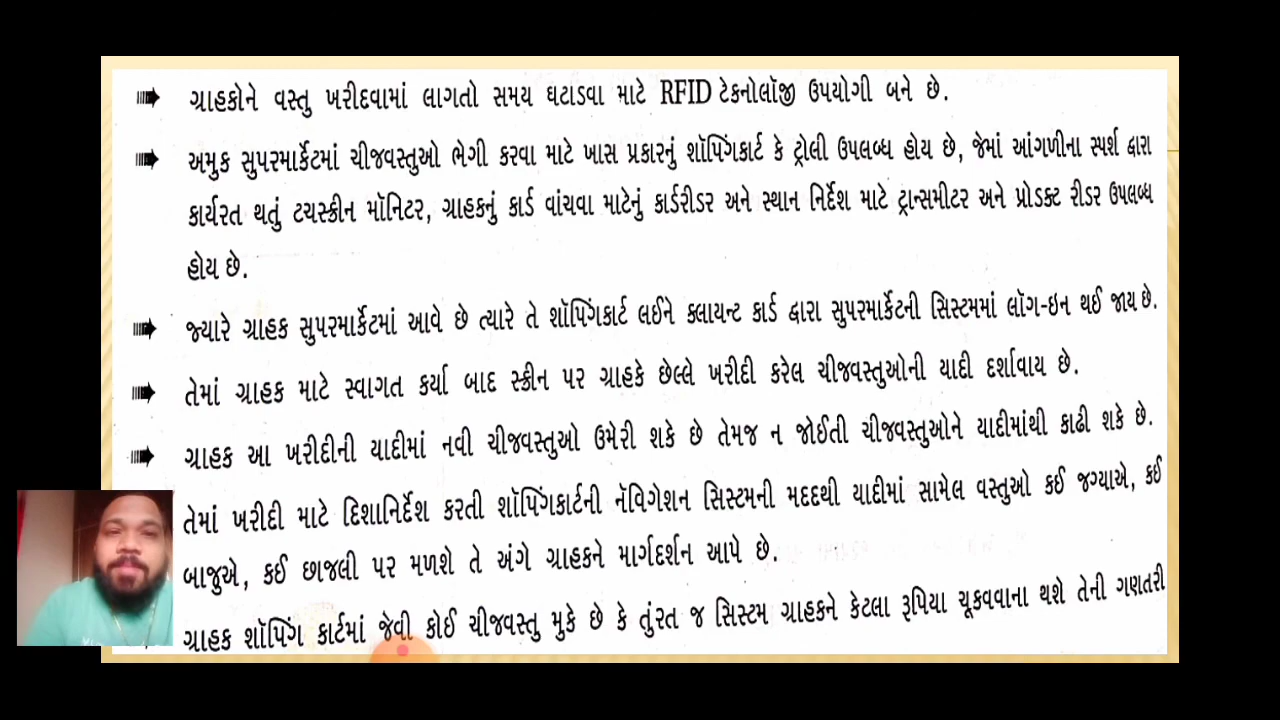 ગ્રાહકોને વસ્તુ ખરીદવામાં લાગતો સમય ઘટાડવા માટે RFID ટેકનોલૉજી ઉપયોગી બને છે.
અમુક સુપરમાર્કેટમાં ચીજવસ્તુઓ ભેગી કરવા માટે ખાસ પ્રકારનું શૉપિંગકાર્ટ કે ટ્રોલી ઉપલબ્ધ હોય છે, જેમાં આંગળીના સ્પર્શ દ્વારા
કાર્યરત થતું ટચસ્ક્રીન મૉનિટર, ગ્રાહકનું કાર્ડ વાંચવા માટેનું કાર્ડરીડર અને સ્થાન નિર્દેશ માટે ટ્રાન્સમીટર અને પ્રોડક્ટ રીડર ઉપલબ્ધ
હોય છે.
જ્યારે ગ્રાહક સુપરમાર્કેટમાં આવે છે ત્યારે તે શૉપિંગકાર્ટ લઈને ક્લાયન્ટ કાર્ડ દ્વારા સુપરમાર્કેટની સિસ્ટમમાં લૉગ-ઇન થઈ જાય છે.
તેમાં ગ્રાહક માટે સ્વાગત કર્યા બાદ સ્ક્રીન પર ગ્રાહકે છેલ્લે ખરીદી કરેલ ચીજવસ્તુઓની યાદી દર્શાવાય છે.
ગ્રાહક આ ખરીદીની યાદીમાં નવી ચીજવસ્તુઓ ઉમેરી શકે છે તેમજ ન જોઈતી ચીજવસ્તુઓને યાદીમાંથી કાઢી શકે છે.
તેમાં ખરીદી માટે દિશાનિર્દેશ કરતી શૉપિંગકાર્ટની નૅવિગેશન સિસ્ટમની મદદથી યાદીમાં સામેલ વસ્તુઓ કઈ જગ્યાએ, કઈ
બાજુએ, કઈ છાજલી પર મળશે તે અંગે ગ્રાહકને માર્ગદર્શન આપે છે.
ગ્રાહક શૉપિંગ કાર્ટમાં જેવી કોઈ ચીજવસ્તુ મુકે છે કે તુંરત જ સિસ્ટમ ગ્રાહકને કેટલા રૂપિયા ચૂકવવાના થશે તેની ગણતરી